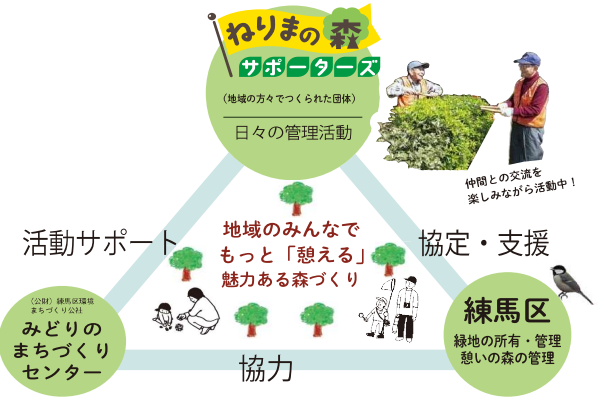 ねりまの森
サポーターズ
（地域の方々でつくられた団体）
日々の管理活動
仲間との交流を
楽しみながら活動中！
活動サポート
地域のみんなで
もっと「憩える」
魅力ある森づくり
協定・支援
（公財）練馬区環境
まちづくり公社
みどりの
まちづくり
センター
練馬区
緑地の所有・管理
憩いの森の管理
協力